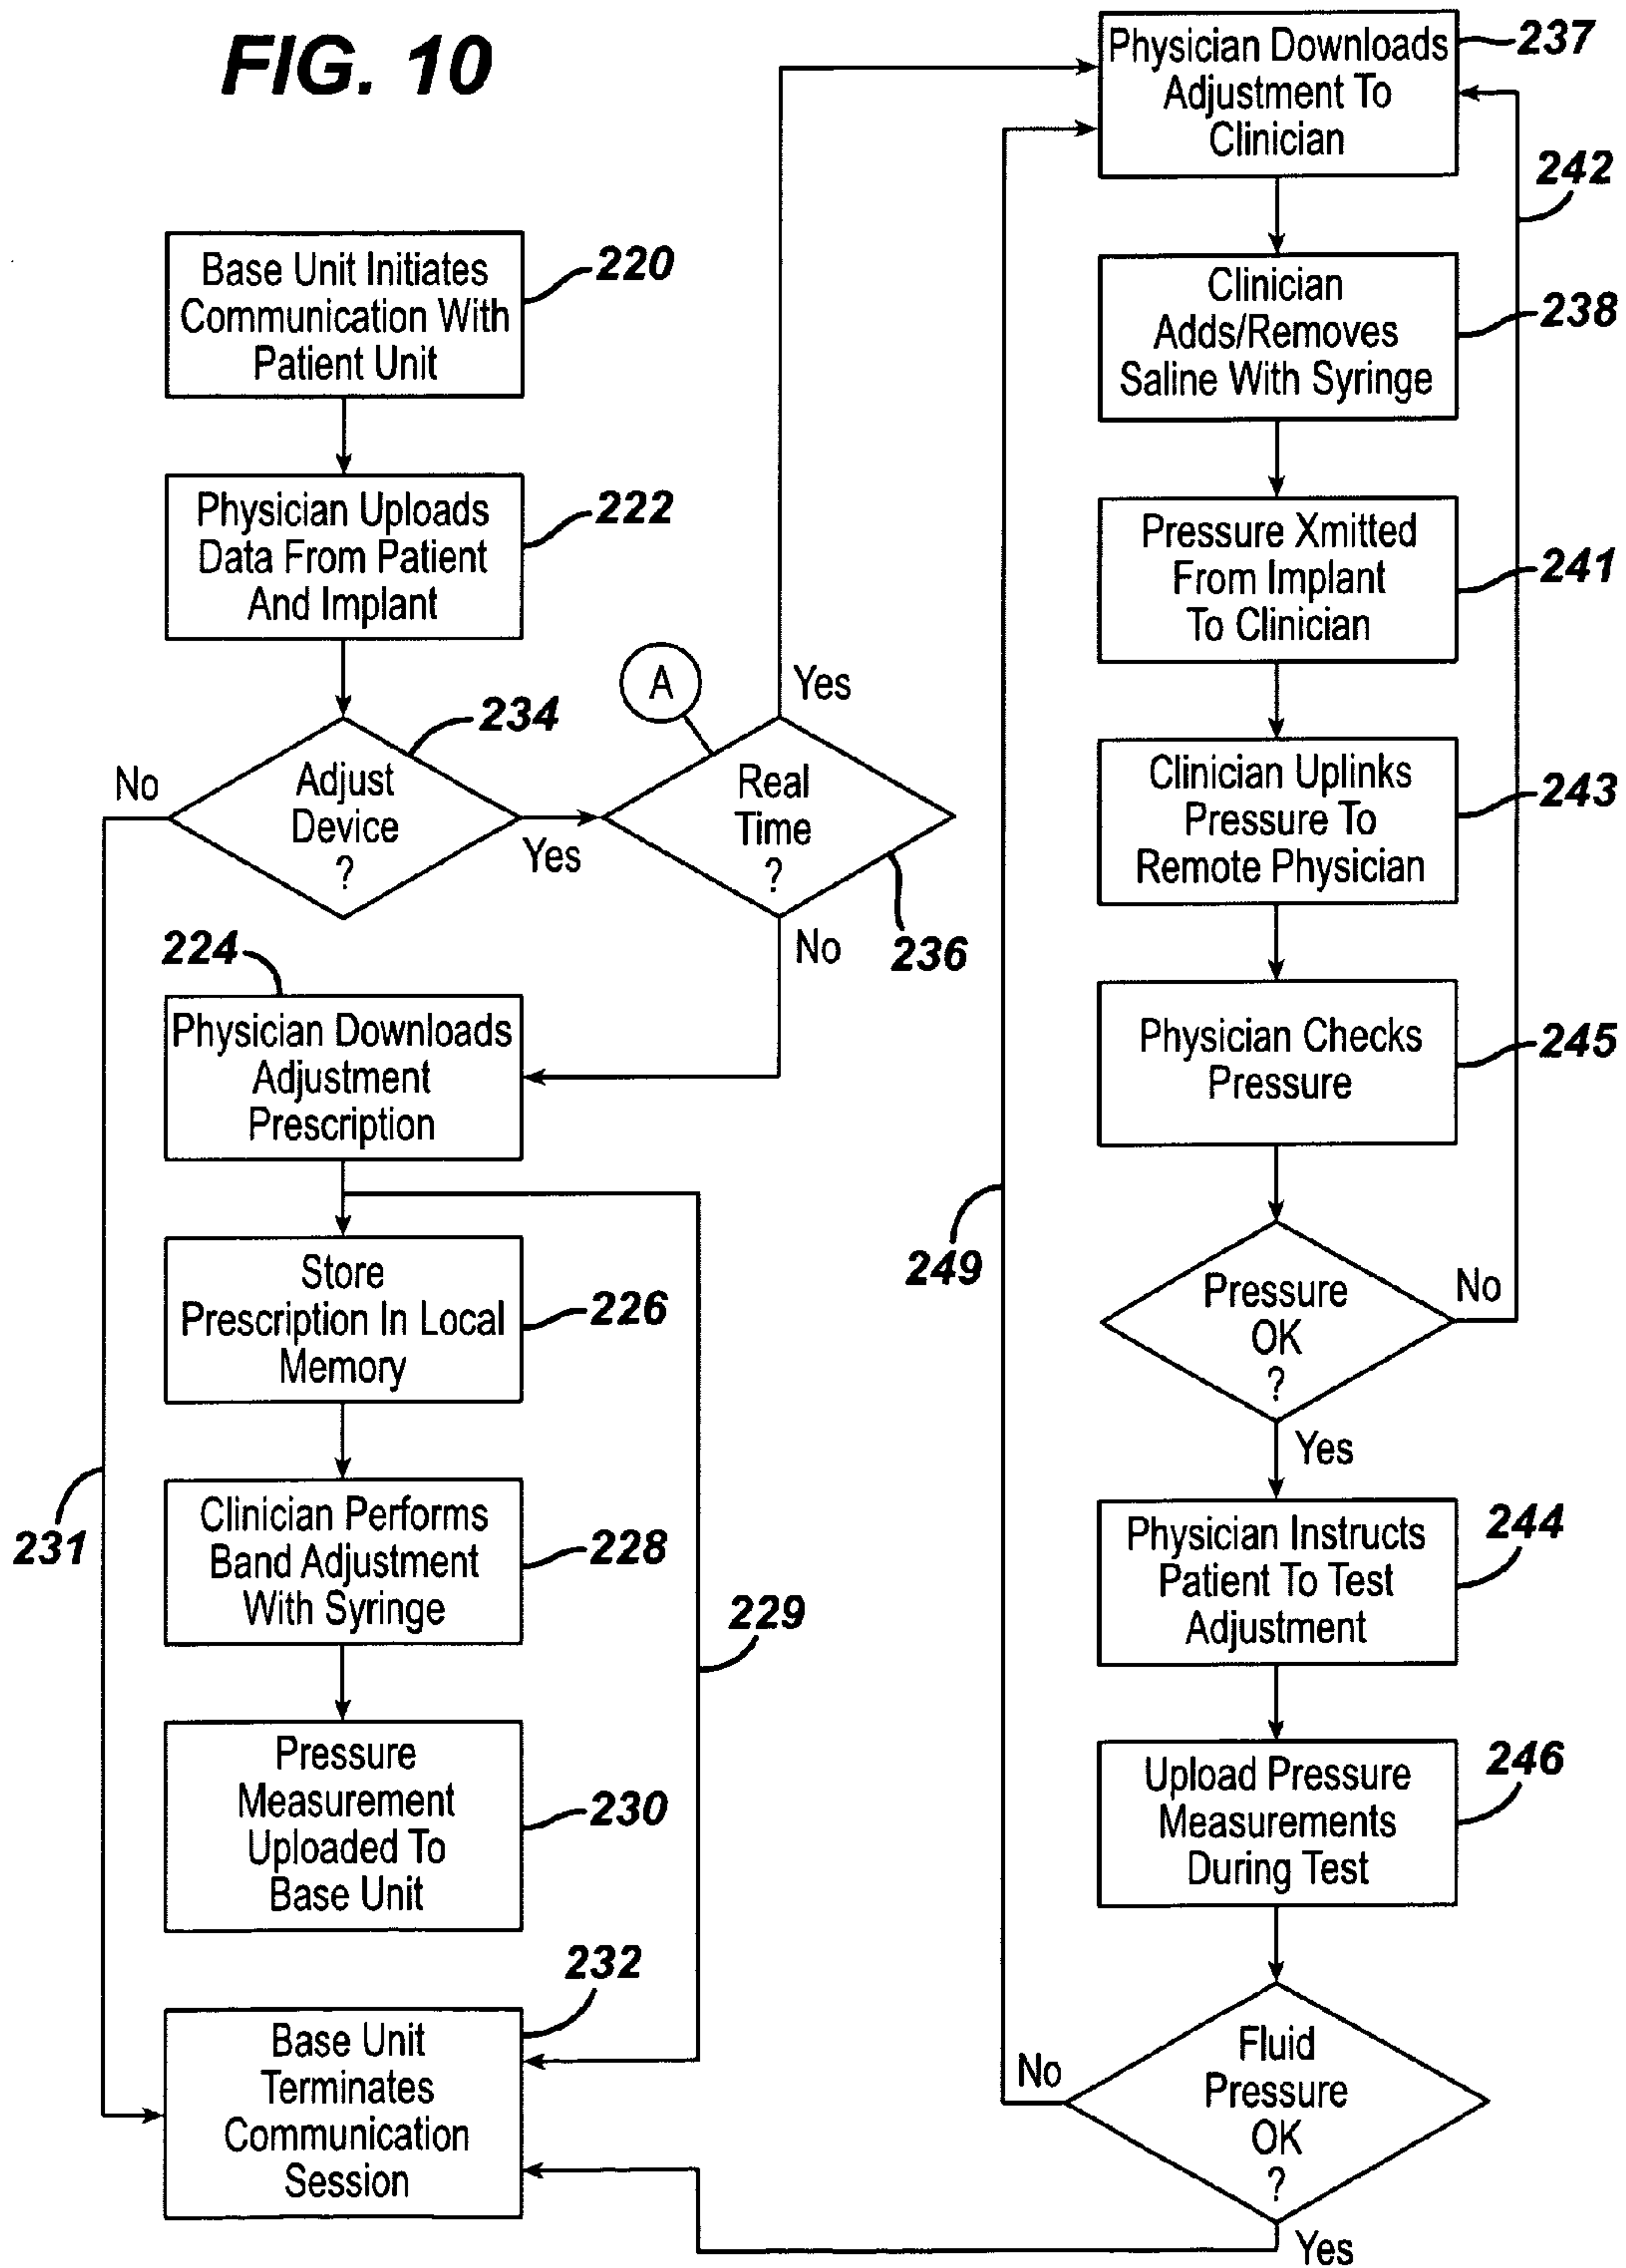 FIG. 10
Base Unit Initiates
Communication With
Patient Unit
220
Physician Uploads
Data From Patient
And Implant
222
Adjust
Device
?
234
No
Yes
A
Real
Time
?
236
Yes
No
224
Physician Downloads
Adjustment
Prescription
Store
Prescription In Local
Memory
226
Clinician Performs
Band Adjustment
With Syringe
228
229
231
Pressure
Measurement
Uploaded To
Base Unit
230
232
Base Unit
Terminates
Communication
Session
Physician Downloads
Adjustment To
Clinician
237
242
Clinician
Adds/Removes
Saline With Syringe
238
Pressure Xmitted
From Implant
To Clinician
241
Clinician Uplinks
Pressure To
Remote Physician
243
Physician Checks
Pressure
245
249
Pressure
OK
?
No
Yes
Physician Instructs
Patient To Test
Adjustment
244
Upload Pressure
Measurements
During Test
246
Fluid
Pressure
OK
?
No
Yes